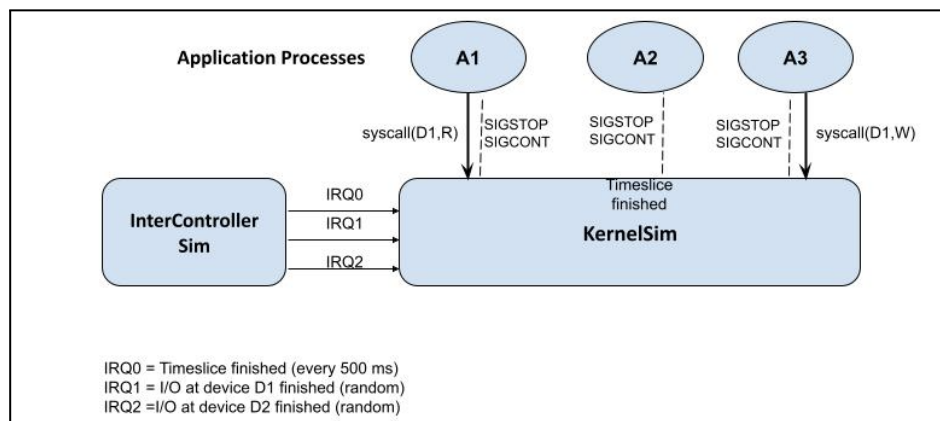 Application Processes
A1
A2
A3
syscall(D1,R)
SIGSTOP
SIGCONT
SIGSTOP
SIGCONT
SIGSTOP
SIGCONT
syscall(D1,W)
InterController
Sim
IRQ0
IRQ1
IRQ2
Timeslice
finished
KernelSim
IRQ0 = Timeslice finished (every 500 ms)
IRQ1 = I/O at device D1 finished (random)
IRQ2 =I/O at device D2 finished (random)